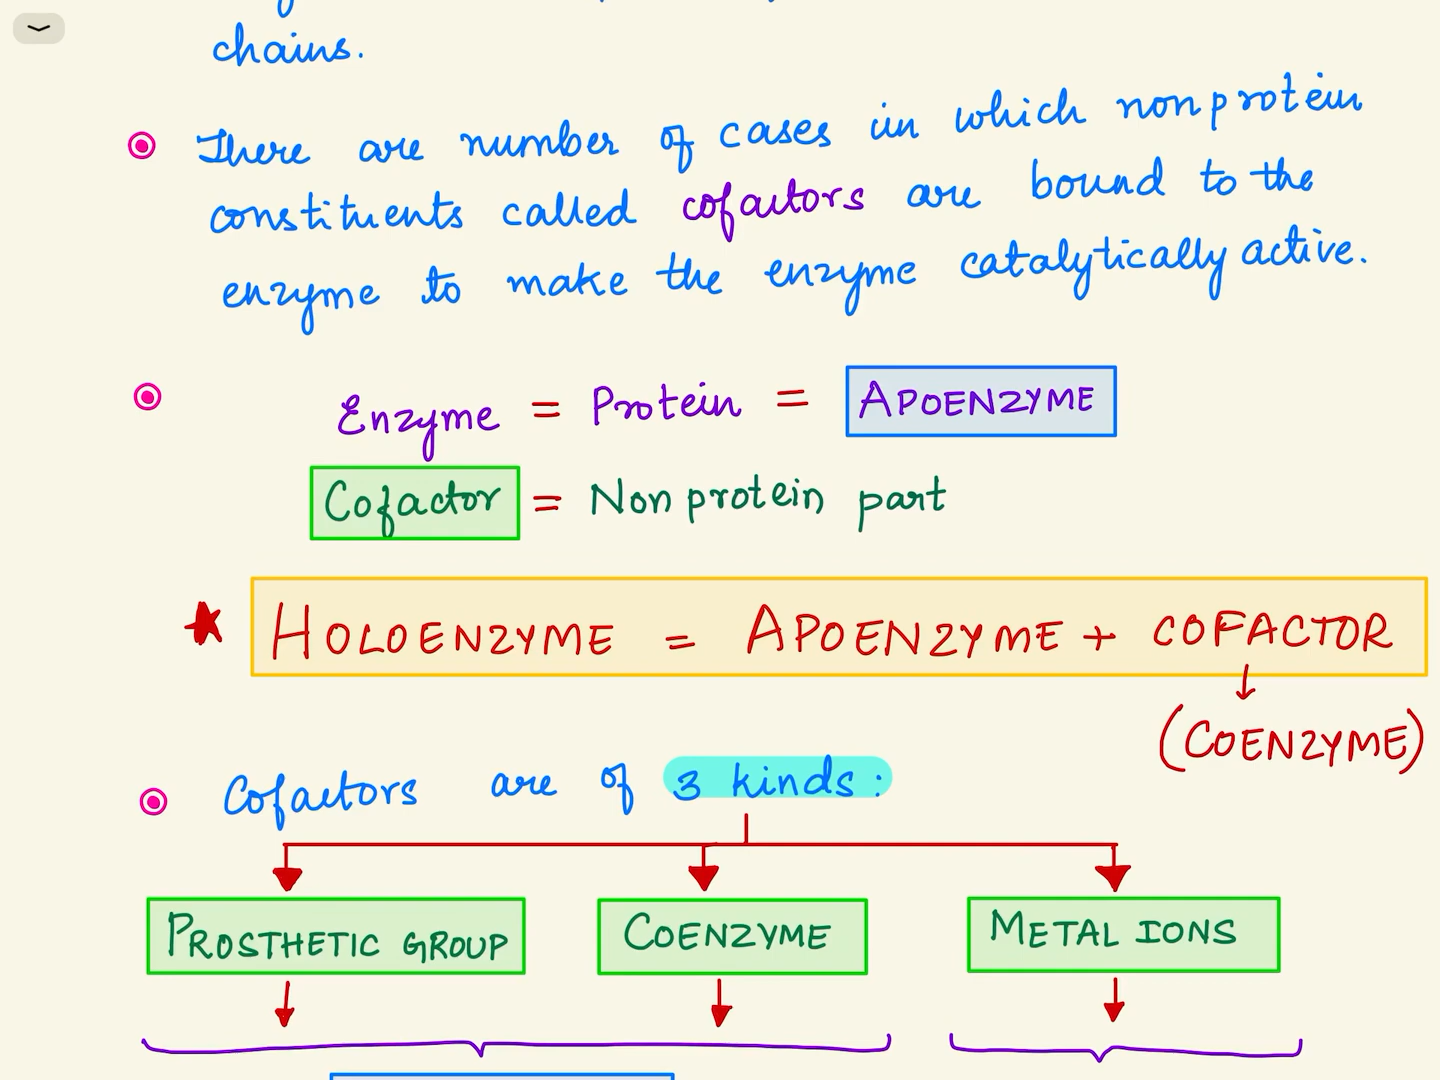 chains.
There are number of cases in which nonprotein
constituents called cofactors are bound to the
enzyme to make the enzyme catalytically active.
Enzyme = Protein = APOENZYME
Cofactor = Non protein part
HOLOENZYME = APOENZYME + COFACTOR
(COENZYME)
Cofactors are of 3 kinds:
PROSTHETIC GROUP COENZYME METAL IONS